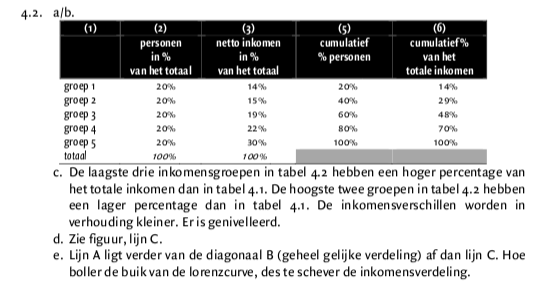 4.2. a/b.
(1) (2) (3) (5) (6)
personen in % van het totaal netto inkomen in % van het totaal cumulatief % personen cumulatief% van het totale inkomen
groep 1 20% 14% 20% 14%
groep 2 20% 15% 40% 29%
groep 3 20% 19% 60% 48%
groep 4 20% 22% 80% 70%
groep 5 20% 30% 100% 100%
totaal 100% 100%
c. De laagste drie inkomensgroepen in tabel 4.2 hebben een hoger percentage van
het totale inkomen dan in tabel 4.1. De hoogste twee groepen in tabel 4.2 hebben
een lager percentage dan in tabel 4.1. De inkomensverschillen worden in
verhouding kleiner. Er is genivelleerd.
d. Zie figuur, lijn C.
e. Lijn A ligt verder van de diagonaal B (geheel gelijke verdeling) af dan lijn C. Hoe
boller de buik van de lorenzcurve, des te schever de inkomensverdeling.